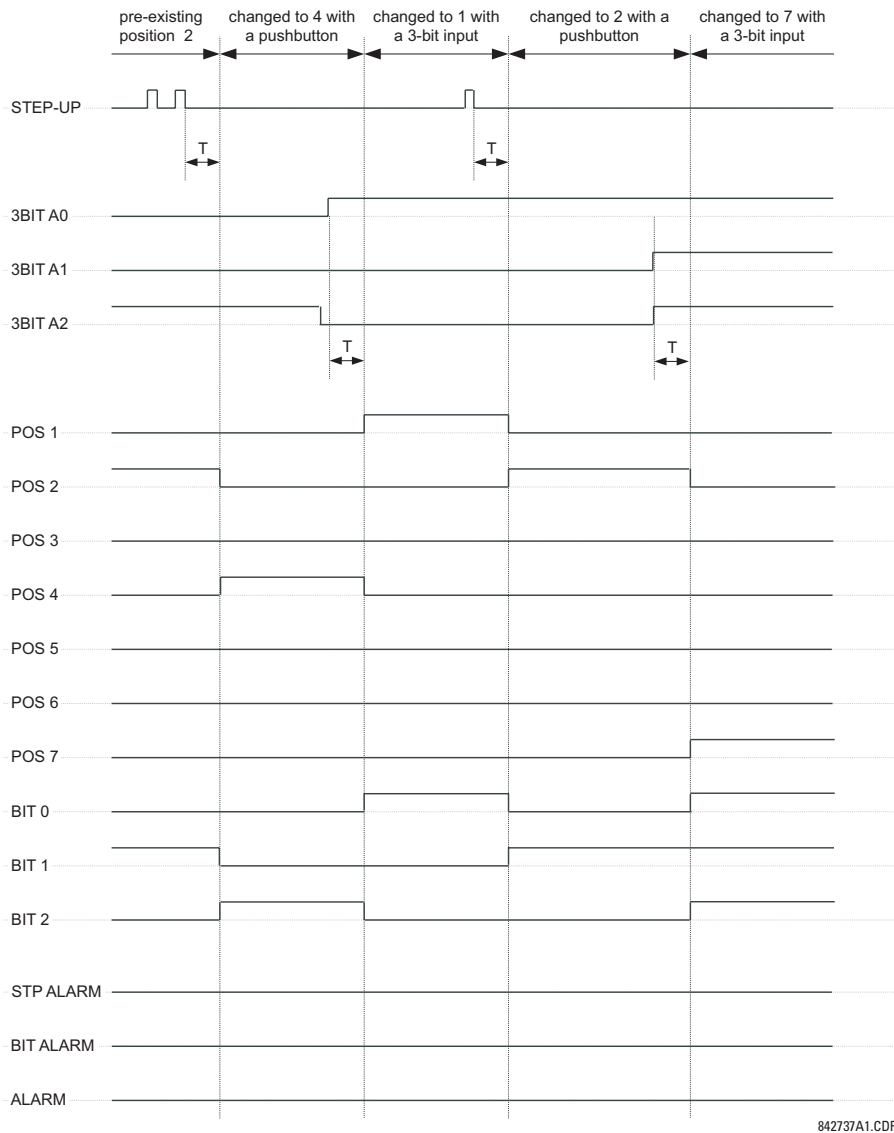 pre-existing
position 2
changed to 4 with
a pushbutton
changed to 1 with
a 3-bit input
changed to 2 with a
pushbutton
changed to 7 with
a 3-bit input
STEP-UP
T
T
3BIT A0
3BIT A1
3BIT A2
T
T
POS 1
POS 2
POS 3
POS 4
POS 5
POS 6
POS 7
BIT 0
BIT 1
BIT 2
STP ALARM
BIT ALARM
ALARM
842737A1.CDR